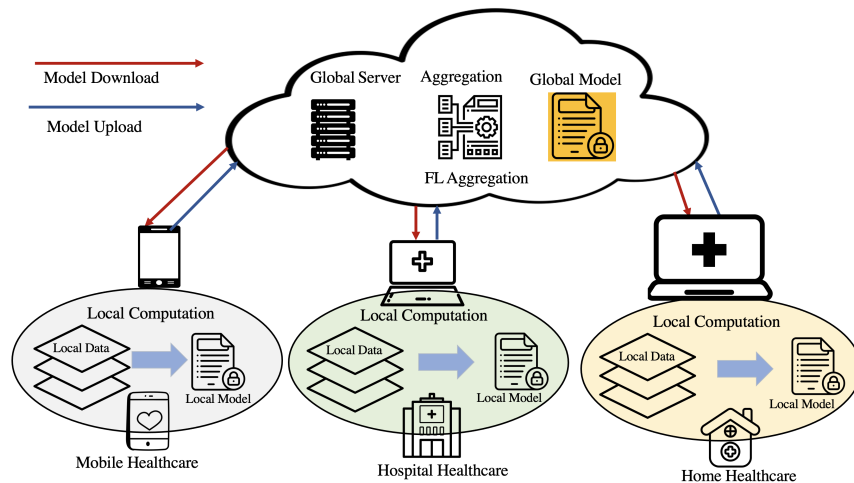 Model Download
Model Upload
Global Server
Aggregation
Global Model
FL Aggregation
Local Computation
Local Data
Local Model
Mobile Healthcare
Local Computation
Local Data
Local Model
Hospital Healthcare
Local Computation
Local Data
Local Model
Home Healthcare